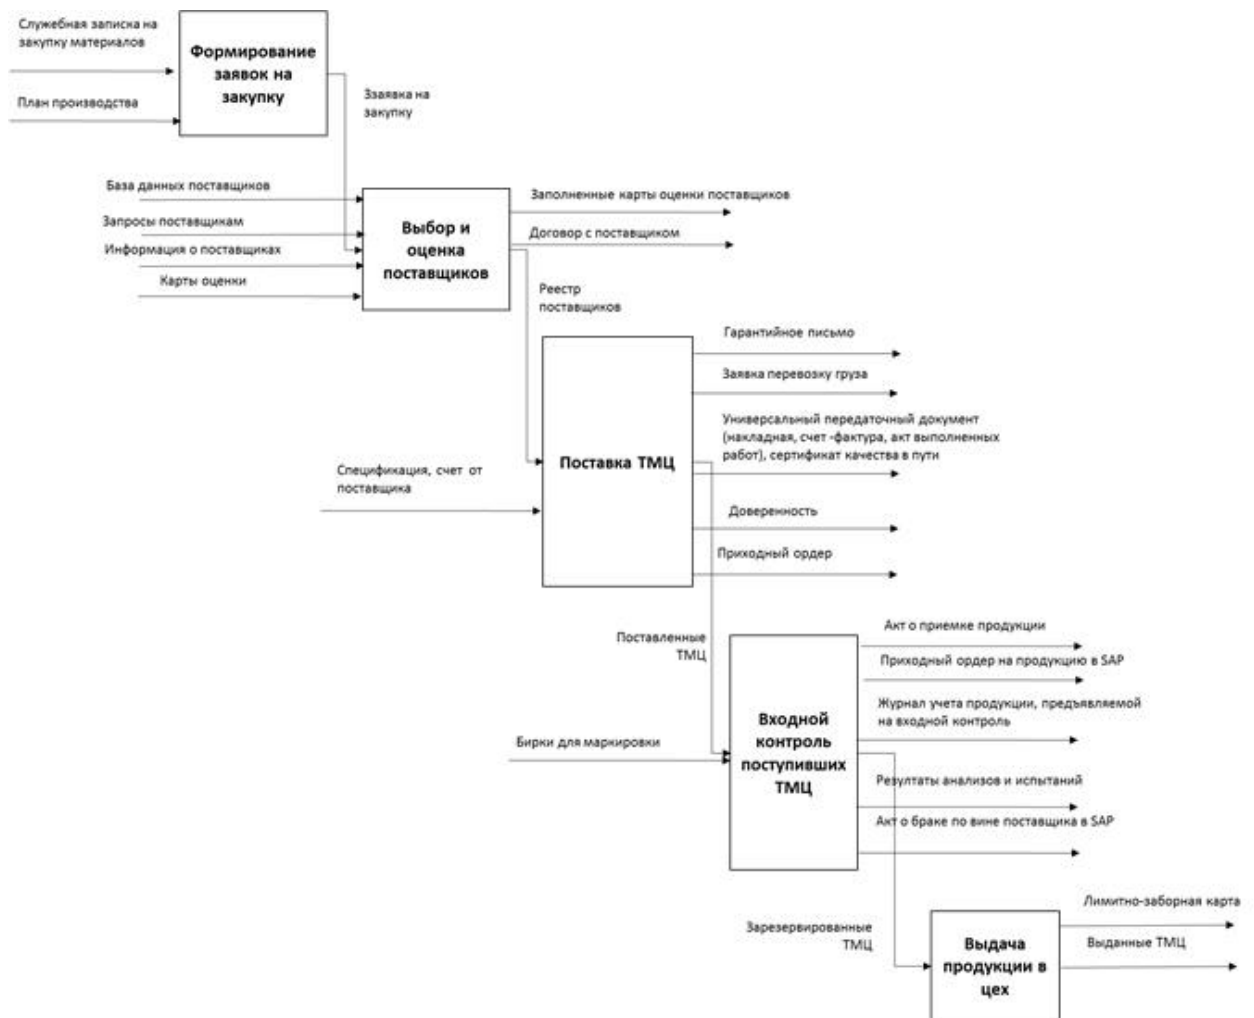 Служебная записка на
закупку материалов
План производства
Формирование
заявок на
закупку
Ззаявка на
закупку
База данных поставщиков
Запросы поставщикам
Информация о поставщиках
Карты оценки
Выбор и
оценка
поставщиков
Заполненные карты оценки поставщиков
Договор с поставщиком
Реестр
поставщиков
Гарантийное письмо
Заявка перевозку груза
Универсальный передаточный документ
(накладная, счет -фактура, акт выполненных
работ), сертификат качества в пути
Поставка ТМЦ
Спецификация, счет от
поставщика
Доверенность
Приходный ордер
Поставленные
ТМЦ
Акт о приемке продукции
Приходный ордер на продукцию в SAP
Журнал учета продукции, предъявляемой
на входной контроль
Входной
контроль
поступивших
ТМЦ
Бирки для маркировки
Резултаты анализов и испытаний
Акт о браке по вине поставщика в SAP
Зарезервированные
ТМЦ
Лимитно-заборная карта
Выданные ТМЦ
Выдача
продукции в
цех